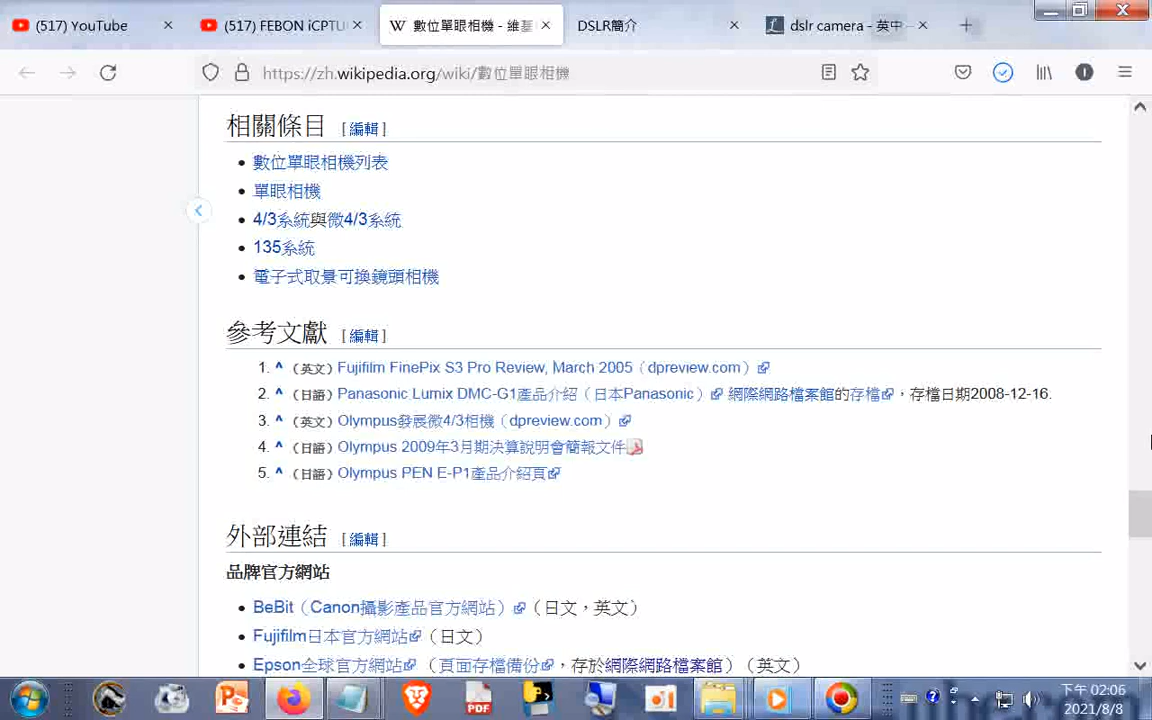 (517) YouTube
(517) FEBON iCPTU
數位單眼相機 - 維基
DSLR簡介
dslr camera - 英中
https://zh.wikipedia.org/wiki/數位單眼相機
相關條目 [編輯]
數位單眼相機列表
單眼相機
4/3系統與微4/3系統
135系統
電子式取景可換鏡頭相機
參考文獻 [編輯]
1. ^ (英文) Fujifilm FinePix S3 Pro Review, March 2005（dpreview.com）
2. ^ (日語) Panasonic Lumix DMC-G1產品介紹（日本Panasonic） 網際網路檔案館的存檔，存檔日期2008-12-16.
3. ^ (英文) Olympus發展微4/3相機（dpreview.com）
4. ^ (日語) Olympus 2009年3月期決算說明會簡報文件
5. ^ (日語) Olympus PEN E-P1產品介紹頁
外部連結 [編輯]
品牌官方網站
BeBit（Canon攝影產品官方網站）（日文，英文）
Fujifilm日本官方網站（日文）
Epson全球官方網站（頁面存檔備份，存於網際網路檔案館）（英文）
PDF
下午 02:06
2021/8/8